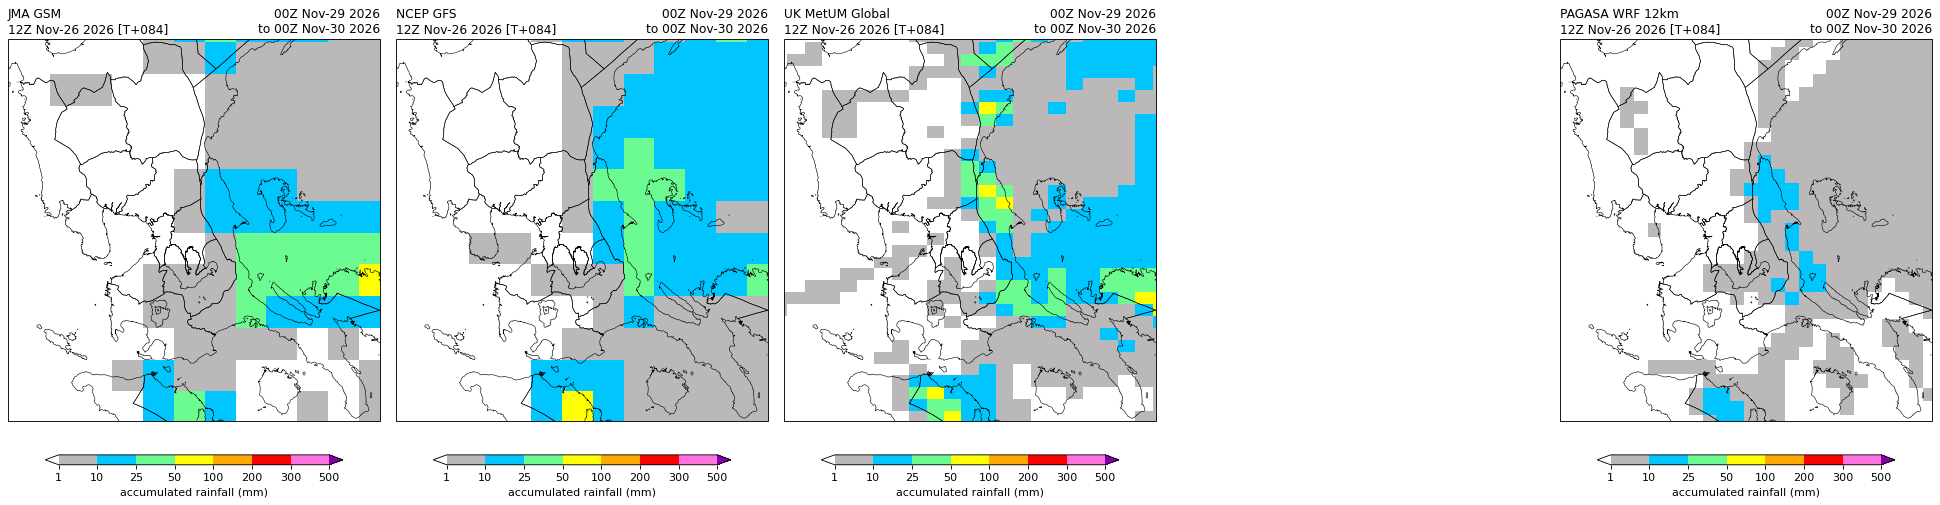 JMA GSM 00Z Nov-29 2026
12Z Nov-26 2026 [T+084] to 00Z Nov-30 2026
1 10 25 50 100 200 300 500
accumulated rainfall (mm)
NCEP GFS 00Z Nov-29 2026
12Z Nov-26 2026 [T+084] to 00Z Nov-30 2026
1 10 25 50 100 200 300 500
accumulated rainfall (mm)
UK MetUM Global 00Z Nov-29 2026
12Z Nov-26 2026 [T+084] to 00Z Nov-30 2026
1 10 25 50 100 200 300 500
accumulated rainfall (mm)
PAGASA WRF 12km 00Z Nov-29 2026
12Z Nov-26 2026 [T+084] to 00Z Nov-30 2026
1 10 25 50 100 200 300 500
accumulated rainfall (mm)